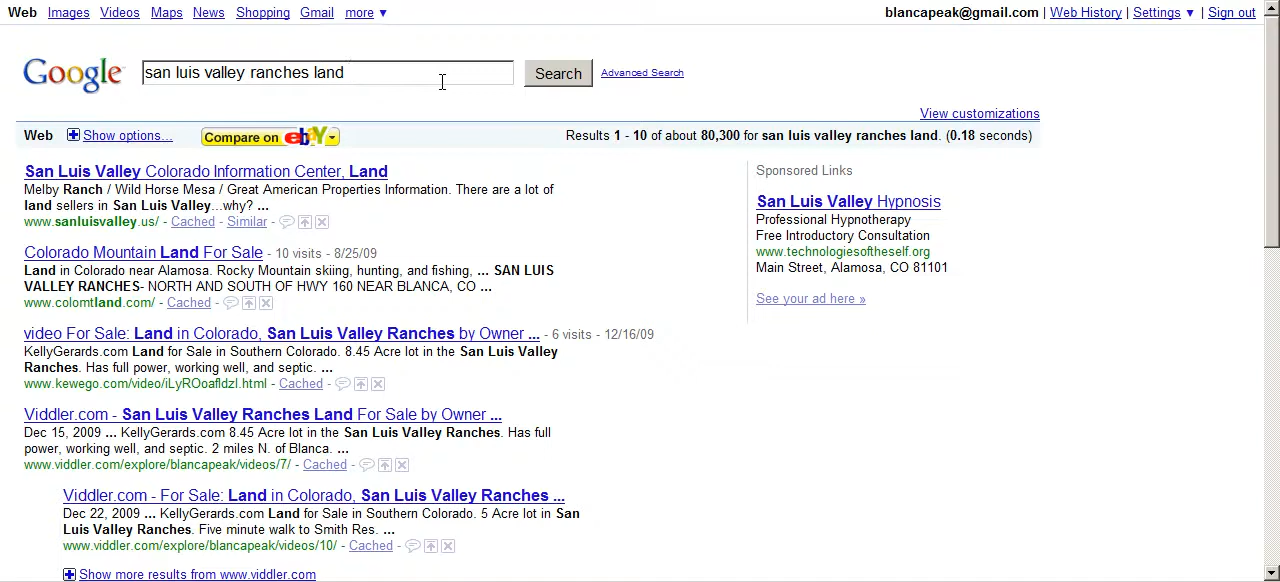 Web Images Videos Maps News Shopping Gmail more ▼
blancapeak@gmail.com | Web History | Settings ▼ | Sign out
Google
san luis valley ranches land
Search
Advanced Search
View customizations
Web Show options...
Compare on ebY
Results 1 - 10 of about 80,300 for san luis valley ranches land. (0.18 seconds)
San Luis Valley Colorado Information Center, Land
Melby Ranch / Wild Horse Mesa / Great American Properties Information. There are a lot of
land sellers in San Luis Valley...why? ...
www.sanluisvalley.us/ - Cached - Similar -
Colorado Mountain Land For Sale - 10 visits - 8/25/09
Land in Colorado near Alamosa. Rocky Mountain skiing, hunting, and fishing, ... SAN LUIS
VALLEY RANCHES- NORTH AND SOUTH OF HWY 160 NEAR BLANCA, CO ...
www.colomtland.com/ - Cached -
video For Sale: Land in Colorado, San Luis Valley Ranches by Owner ... - 6 visits - 12/16/09
KellyGerards.com Land for Sale in Southern Colorado. 8.45 Acre lot in the San Luis Valley
Ranches. Has full power, working well, and septic. ...
www.kewego.com/video/iLyROoafIdzI.html - Cached -
Viddler.com - San Luis Valley Ranches Land For Sale by Owner ...
Dec 15, 2009 ... KellyGerards.com 8.45 Acre lot in the San Luis Valley Ranches. Has full
power, working well, and septic. 2 miles N. of Blanca. ...
www.viddler.com/explore/blancapeak/videos/7/ - Cached -
Viddler.com - For Sale: Land in Colorado, San Luis Valley Ranches ...
Dec 22, 2009 ... KellyGerards.com Land for Sale in Southern Colorado. 5 Acre lot in San
Luis Valley Ranches. Five minute walk to Smith Res. ...
www.viddler.com/explore/blancapeak/videos/10/ - Cached -
Show more results from www.viddler.com
Sponsored Links
San Luis Valley Hypnosis
Professional Hypnotherapy
Free Introductory Consultation
www.technologiesoftheself.org
Main Street, Alamosa, CO 81101
See your ad here »